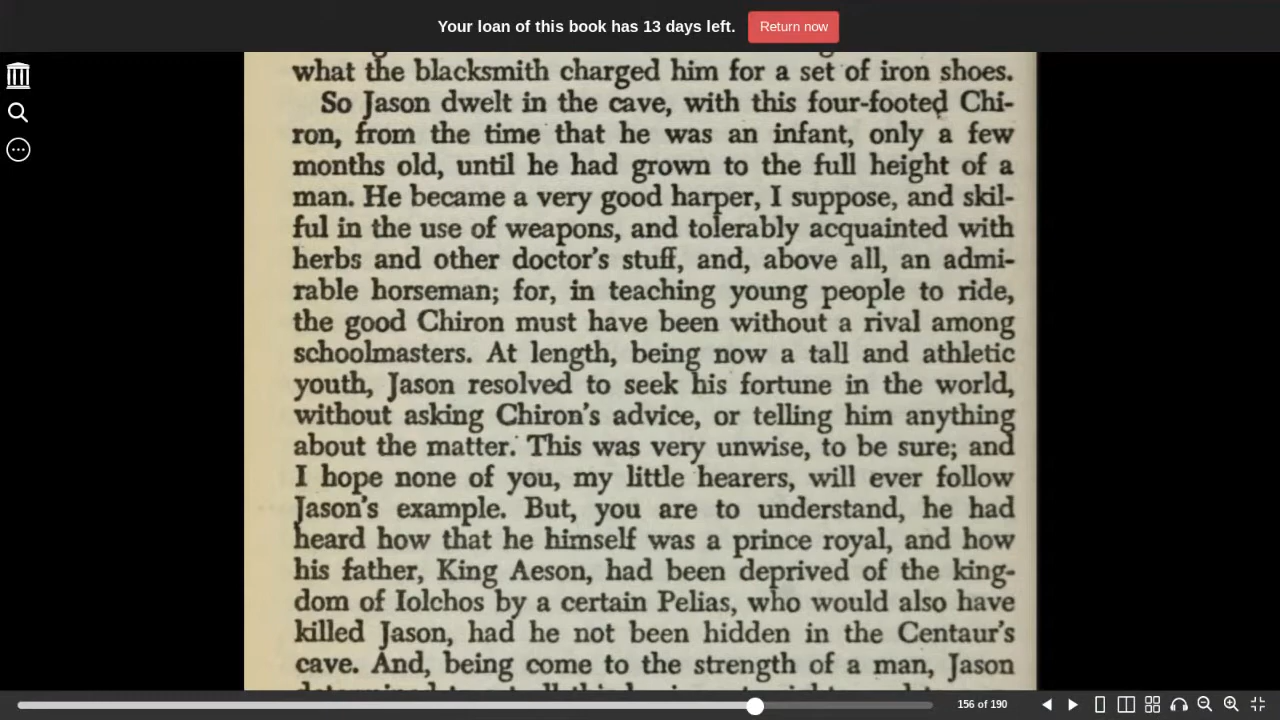 Your loan of this book has 13 days left. Return now
what the blacksmith charged him for a set of iron shoes.
So Jason dwelt in the cave, with this four-footed Chi-
ron, from the time that he was an infant, only a few
months old, until he had grown to the full height of a
man. He became a very good harper, I suppose, and skil-
ful in the use of weapons, and tolerably acquainted with
herbs and other doctor's stuff, and, above all, an admi-
rable horseman; for, in teaching young people to ride,
the good Chiron must have been without a rival among
schoolmasters. At length, being now a tall and athletic
youth, Jason resolved to seek his fortune in the world,
without asking Chiron's advice, or telling him anything
about the matter. This was very unwise, to be sure; and
I hope none of you, my little hearers, will ever follow
Jason's example. But, you are to understand, he had
heard how that he himself was a prince royal, and how
his father, King Aeson, had been deprived of the king-
dom of Iolchos by a certain Pelias, who would also have
killed Jason, had he not been hidden in the Centaur's
cave. And, being come to the strength of a man, Jason
156 of 190